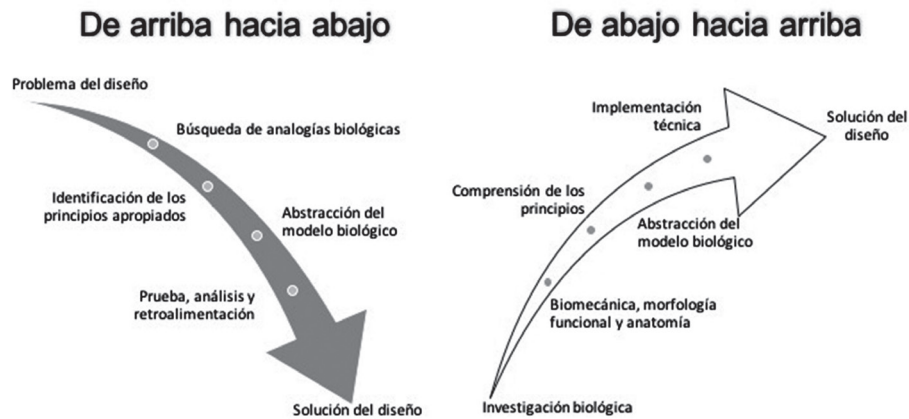 De arriba hacia abajo
Problema del diseño
Búsqueda de analogías biológicas
Identificación de los
principios apropiados
Abstracción del
modelo biológico
Prueba, análisis y
retroalimentación
Solución del diseño
De abajo hacia arriba
Implementación
técnica
Solución del
diseño
Comprensión de los
principios
Abstracción del
modelo biológico
Biomecánica, morfología
funcional y anatomía
Investigación biológica